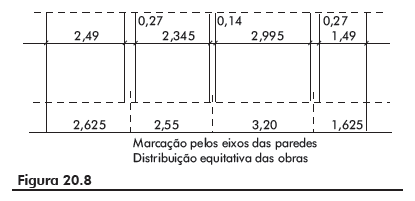 0,27 0,14 0,27
2,49 2,345 2,995 1,49
2,625 2,55 3,20 1,625
Marcação pelos eixos das paredes
Distribuição equitativa das obras
Figura 20.8